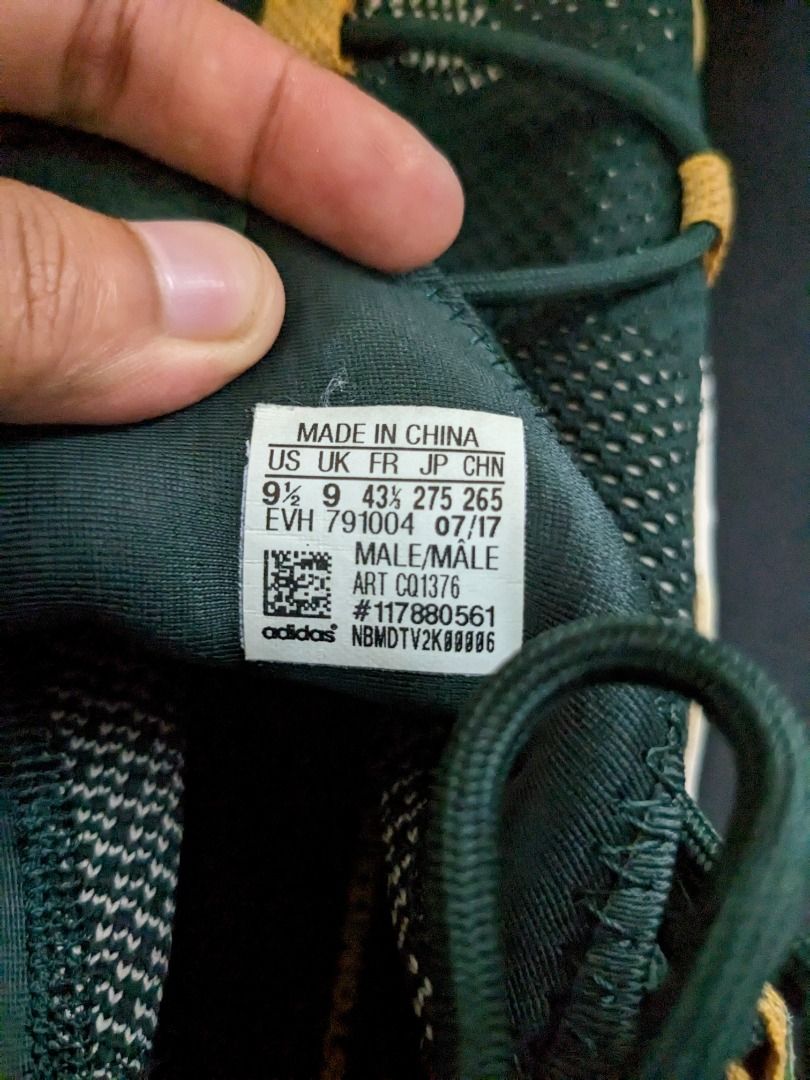 MADE IN CHINA
US UK FR JP CHN
9½ 9 43⅓ 275 265
EVH 791004 07/17
MALE/MÂLE
ART CQ1376
#117880561
adidas® NBMDTV2K00006